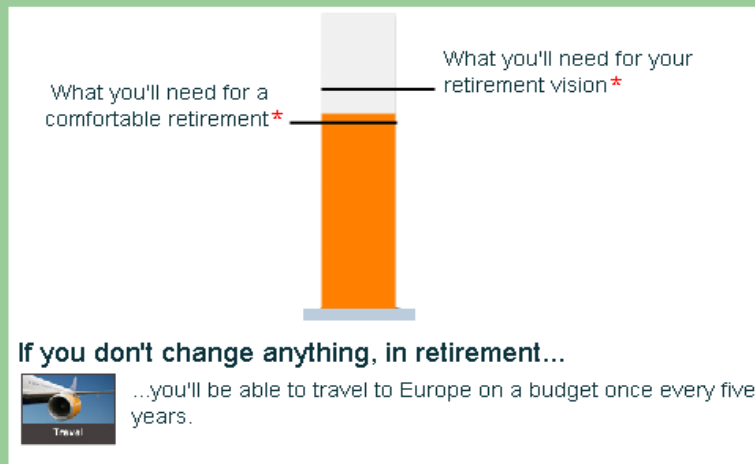 What you'll need for your
retirement vision*
What you'll need for a
comfortable retirement*
If you don't change anything, in retirement...
...you'll be able to travel to Europe on a budget once every five
years.
Travel